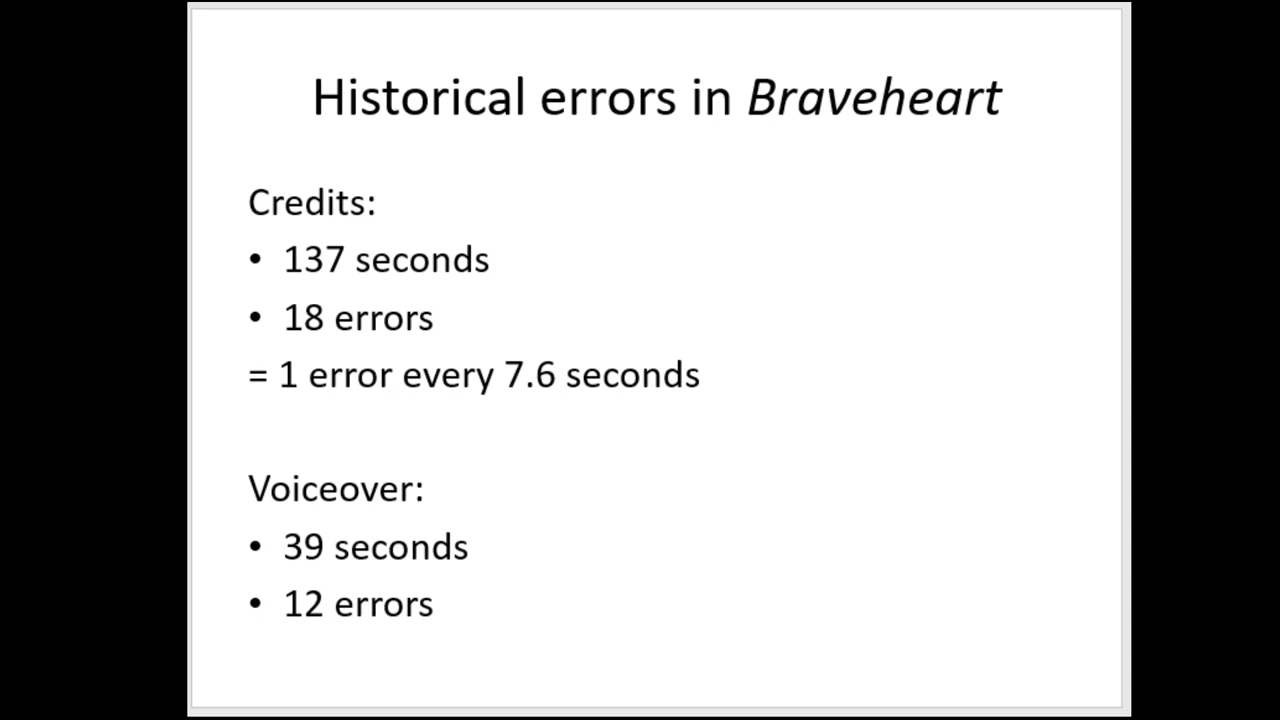 Historical errors in Braveheart
Credits:
• 137 seconds
• 18 errors
= 1 error every 7.6 seconds
Voiceover:
• 39 seconds
• 12 errors